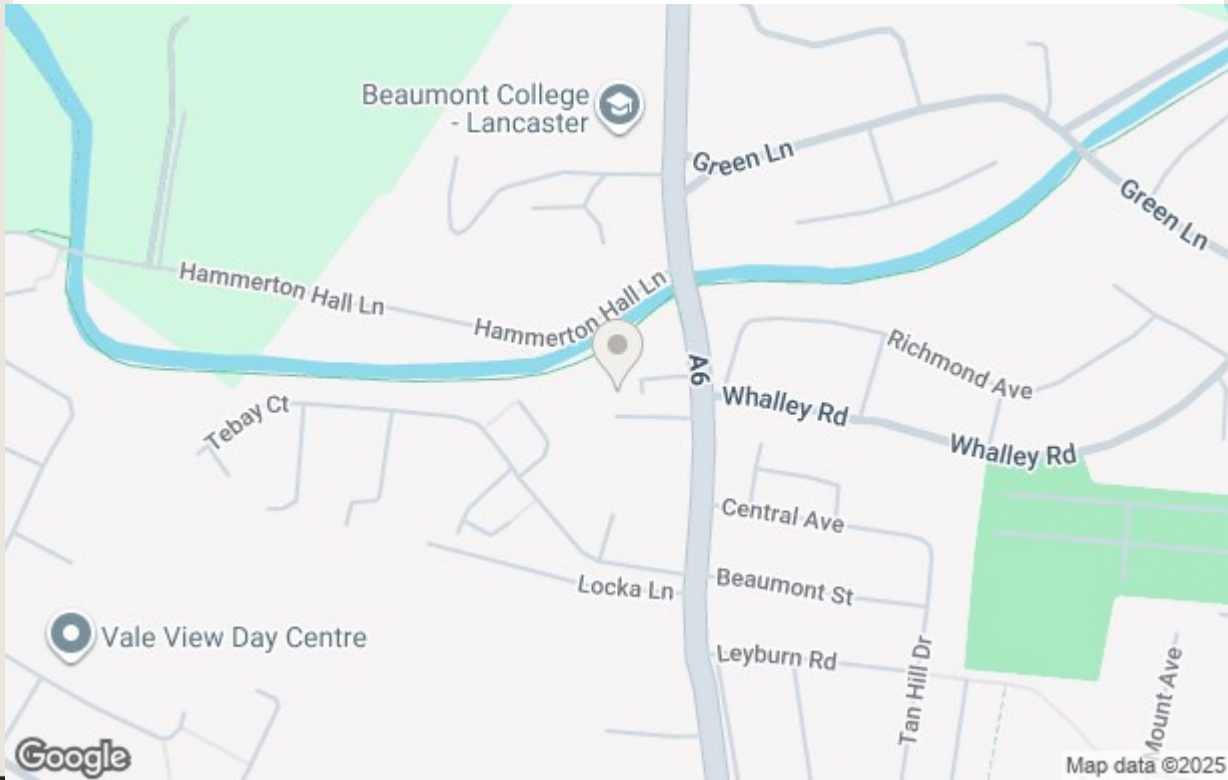 Beaumont College
- Lancaster
Green Ln
Green Ln
Hammerton Hall Ln
Hammerton Hall Ln
A6
Richmond Ave
Whalley Rd
Whalley Rd
Tebay Ct
Central Ave
Beaumont St
Locka Ln
Vale View Day Centre
Leyburn Rd
Tan Hill Dr
Mount Ave
Google
Map data ©2025